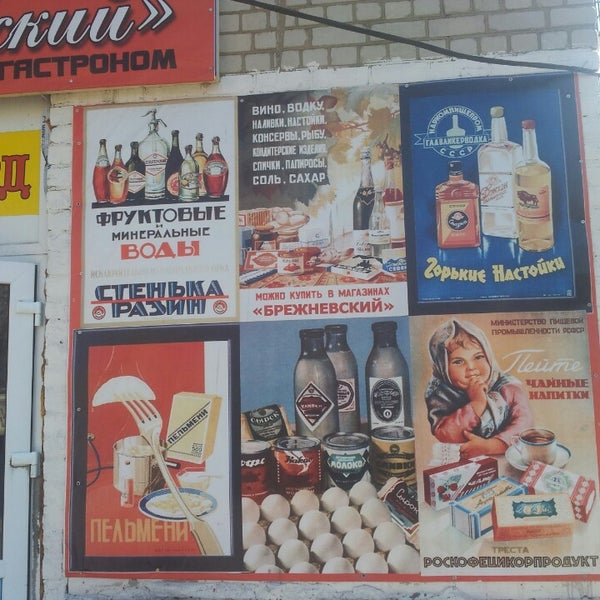 ский»
ГАСТРОНОМ
Д
ФРУКТОВЫЕ
И
МИНЕРАЛЬНЫЕ
ВОДЫ
СТЕНЬКА
РАЗИН
ВИНО, ВОДКУ,
НАЛИВКИ, НАСТОЙКИ,
КОНСЕРВЫ, РЫБУ,
КОНДИТЕРСКИЕ ИЗДЕЛИЯ,
СПИЧКИ, ПАПИРОСЫ,
СОЛЬ, САХАР
МОЖНО КУПИТЬ В МАГАЗИНАХ
«БРЕЖНЕВСКИЙ»
НАРКОМПИЩЕПРОМ
ГЛАВЛИКЕРВОДКА
СССР
Горькие Настойки
ПЕЛЬМЕНИ
ПЕЛЬМЕНИ
СЫРОК
МОЛОКО
СЛИВКИ
МИНИСТЕРСТВО ПИЩЕВОЙ
ПРОМЫШЛЕННОСТИ РСФСР
Пейте
ЧАЙНЫЕ
НАПИТКИ
ТРЕСТА
РОСКОФЕЦИКОРПРОДУКТ